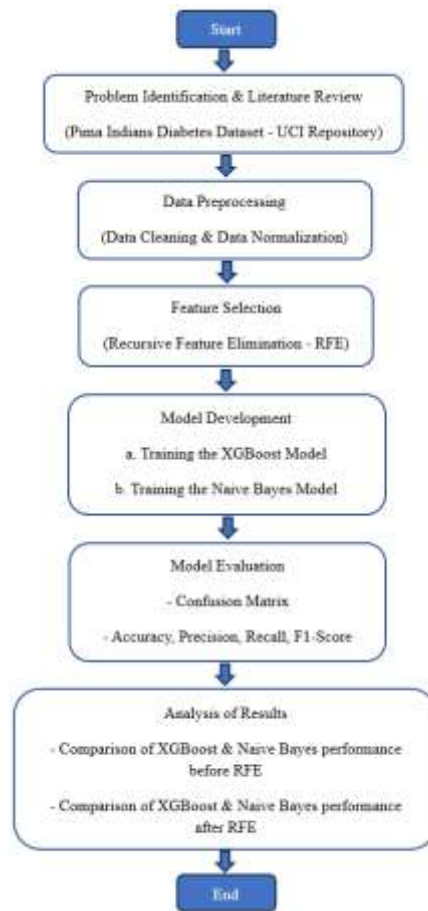 Start
Problem Identification & Literature Review
(Pima Indians Diabetes Dataset - UCI Repository)
Data Preprocessing
(Data Cleaning & Data Normalization)
Feature Selection
(Recursive Feature Elimination - RFE)
Model Development
a. Training the XGBoost Model
b. Training the Naive Bayes Model
Model Evaluation
- Confusson Matrix
- Accuracy, Precision, Recall, F1-Score
Analysis of Results
- Comparison of XGBoost & Naive Bayes performance
before RFE
- Comparison of XGBoost & Naive Bayes performance
after RFE
End